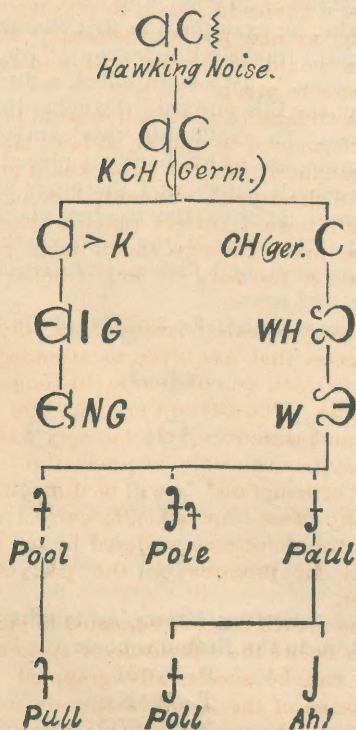 Hawking Noise.
KCH (Germ.)
K CH (ger.
G WH
NG W
Pool Pole Paul
Pull Poll Ah!